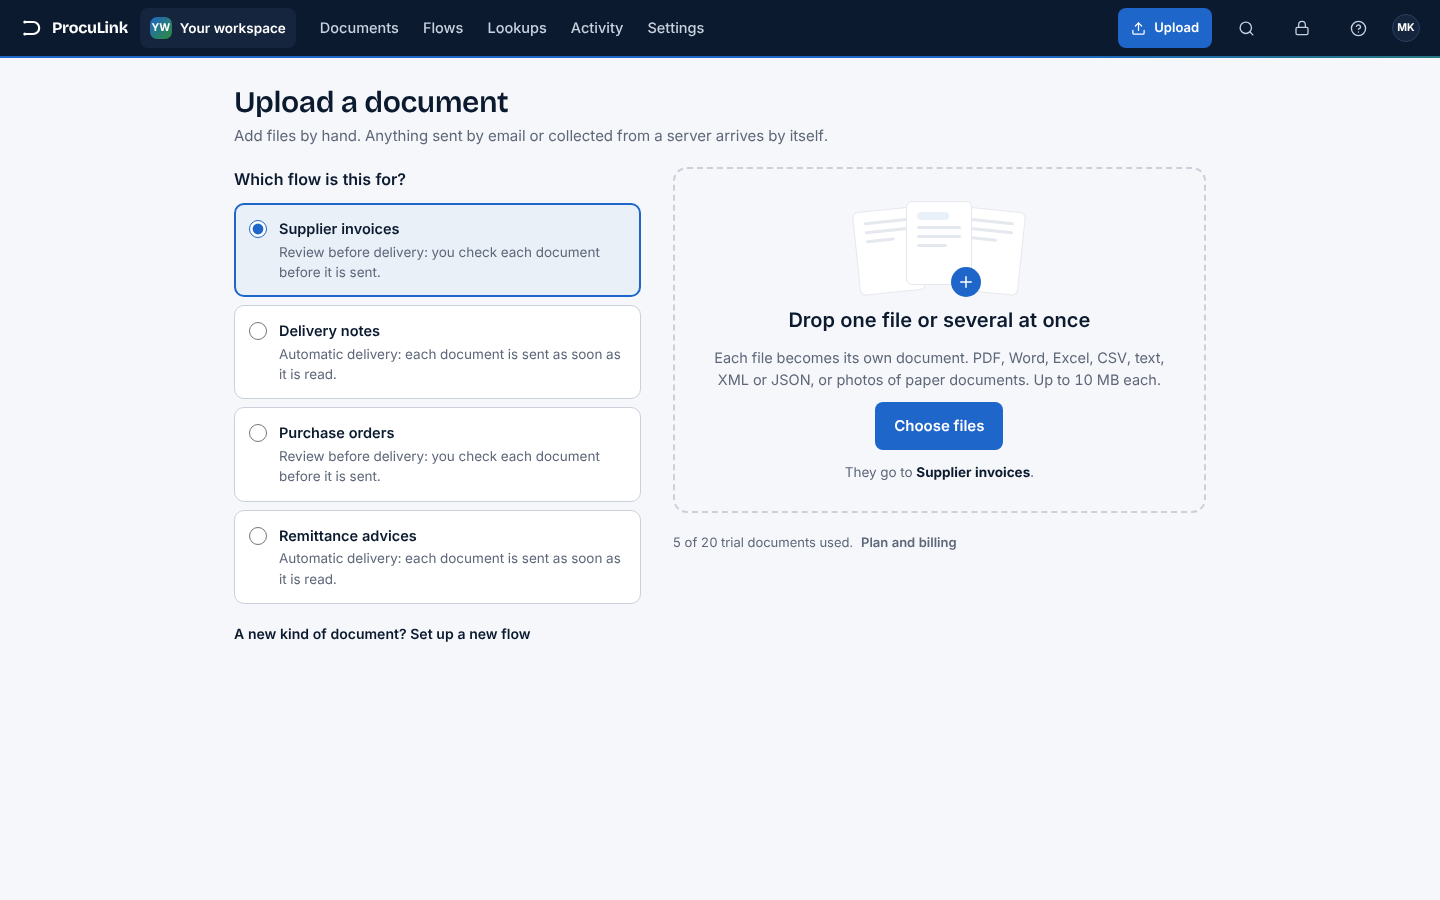 ProcuLink
YW Your workspace
Documents
Flows
Lookups
Activity
Settings
Upload
MK
Upload a document
Add files by hand. Anything sent by email or collected from a server arrives by itself.
Which flow is this for?
Supplier invoices
Review before delivery: you check each document
before it is sent.
Delivery notes
Automatic delivery: each document is sent as soon as
it is read.
Purchase orders
Review before delivery: you check each document
before it is sent.
Remittance advices
Automatic delivery: each document is sent as soon as
it is read.
A new kind of document? Set up a new flow
Drop one file or several at once
Each file becomes its own document. PDF, Word, Excel, CSV, text,
XML or JSON, or photos of paper documents. Up to 10 MB each.
Choose files
They go to Supplier invoices.
5 of 20 trial documents used. Plan and billing